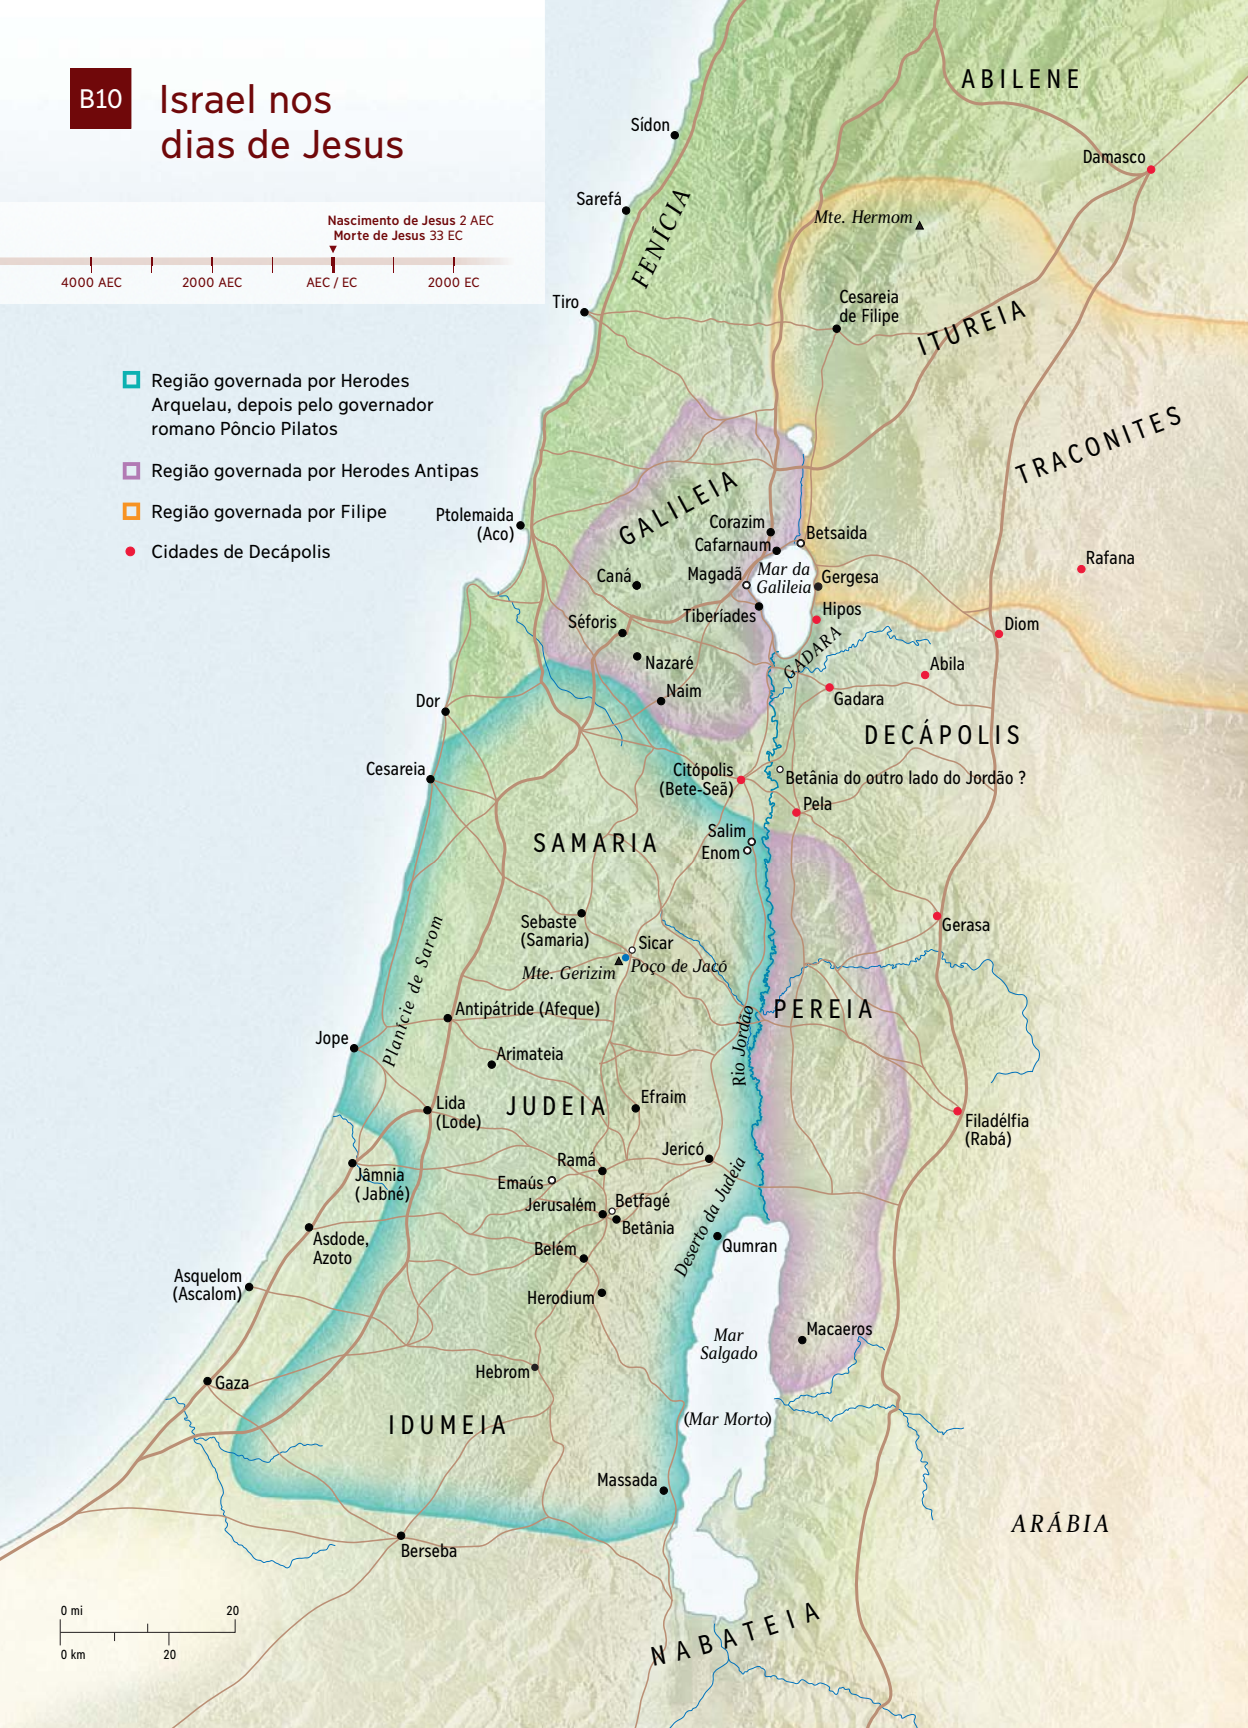 B10
Israel nos
dias de Jesus
Nascimento de Jesus 2 AEC
Morte de Jesus 33 EC
4000 AEC
2000 AEC
AEC / EC
2000 EC
Região governada por Herodes
Arquelau, depois pelo governador
romano Pôncio Pilatos
Região governada por Herodes Antipas
Região governada por Filipe
Cidades de Decápolis
ABILENE
Sídon
Damasco
Sarefá
FENÍCIA
Mte. Hermom
Tiro
Cesareia
de Filipe
ITUREIA
TRACONITES
GALILEIA
Ptolemaida
(Aco)
Corazim
Cafarnaum
Betsaida
Rafana
Caná
Magadã
Mar da
Galileia
Gergesa
Tiberíades
Hipos
Séforis
Diom
GADARA
Nazaré
Abila
Naim
Gadara
Dor
DECÁPOLIS
Cesareia
Citópolis
(Bete-Seã)
Betânia do outro lado do Jordão ?
Pela
SAMARIA
Salim
Enom
Sebaste
(Samaria)
Gerasa
Sicar
Poço de Jacó
Mte. Gerizim
Planície de Sarom
Antipátride (Afeque)
PEREIA
Rio Jordão
Jope
Arimateia
Lida
(Lode)
JUDEIA
Efraim
Filadélfia
(Rabá)
Jericó
Ramá
Jâmnia
(Jabné)
Emaús
Deserto da Judeia
Jerusalém
Betfagé
Betânia
Asdode,
Azoto
Belém
Qumran
Asquelom
(Ascalom)
Herodium
Mar
Salgado
Macaeros
Hebrom
Gaza
(Mar Morto)
IDUMEIA
Massada
ARÁBIA
Berseba
NABATEIA
0 mi
20
0 km
20